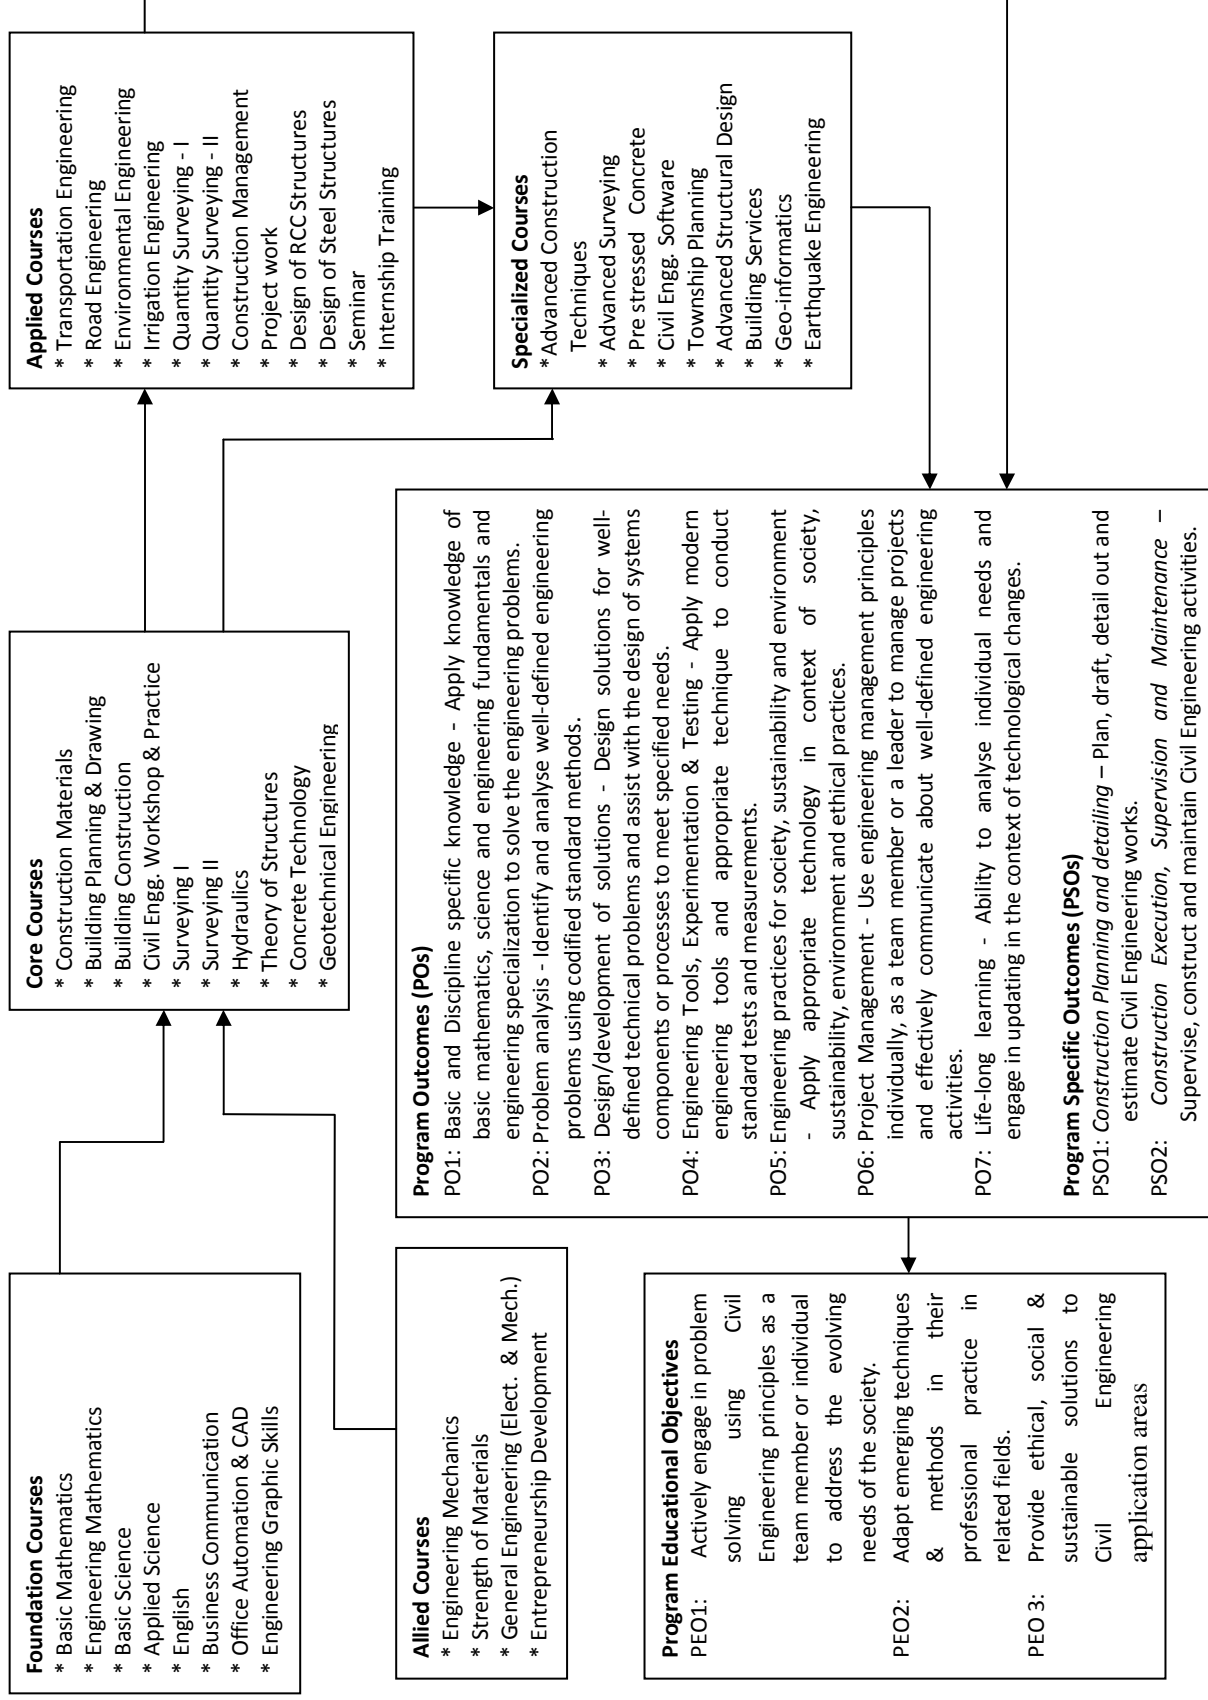 Foundation Courses
* Basic Mathematics
* Engineering Mathematics
* Basic Science
* Applied Science
* English
* Business Communication
* Office Automation & CAD
* Engineering Graphic Skills
Core Courses
* Construction Materials
* Building Planning & Drawing
* Building Construction
* Civil Engg. Workshop & Practice
* Surveying I
* Surveying II
* Hydraulics
* Theory of Structures
* Concrete Technology
* Geotechnical Engineering
Applied Courses
* Transportation Engineering
* Road Engineering
* Environmental Engineering
* Irrigation Engineering
* Quantity Surveying - I
* Quantity Surveying - II
* Construction Management
* Project work
* Design of RCC Structures
* Design of Steel Structures
* Seminar
* Internship Training
Allied Courses
* Engineering Mechanics
* Strength of Materials
* General Engineering (Elect. & Mech.)
* Entrepreneurship Development
Specialized Courses
* Advanced Construction
Techniques
* Advanced Surveying
* Pre stressed Concrete
* Civil Engg. Software
* Township Planning
* Advanced Structural Design
* Building Services
* Geo-informatics
* Earthquake Engineering
Program Outcomes (POs)
PO1: Basic and Discipline specific knowledge - Apply knowledge of
basic mathematics, science and engineering fundamentals and
engineering specialization to solve the engineering problems.
PO2: Problem analysis - Identify and analyse well-defined engineering
problems using codified standard methods.
PO3: Design/development of solutions - Design solutions for well-
defined technical problems and assist with the design of systems
components or processes to meet specified needs.
PO4: Engineering Tools, Experimentation & Testing - Apply modern
engineering tools and appropriate technique to conduct
standard tests and measurements.
PO5: Engineering practices for society, sustainability and environment
- Apply appropriate technology in context of society,
sustainability, environment and ethical practices.
PO6: Project Management - Use engineering management principles
individually, as a team member or a leader to manage projects
and effectively communicate about well-defined engineering
activities.
PO7: Life-long learning - Ability to analyse individual needs and
engage in updating in the context of technological changes.
Program Specific Outcomes (PSOs)
PSO1: Construction Planning and detailing – Plan, draft, detail out and
estimate Civil Engineering works.
PSO2: Construction Execution, Supervision and Maintenance –
Supervise, construct and maintain Civil Engineering activities.
Program Educational Objectives
PEO1: Actively engage in problem
solving using Civil
Engineering principles as a
team member or individual
to address the evolving
needs of the society.
PEO2: Adapt emerging techniques
& methods in their
professional practice in
related fields.
PEO 3: Provide ethical, social &
sustainable solutions to
Civil Engineering
application areas